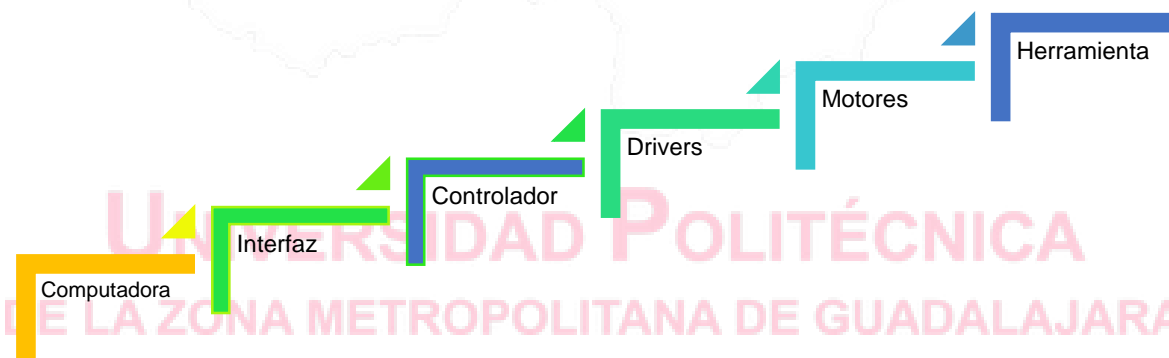 Herramienta
Motores
Drivers
Controlador
Interfaz
Computadora
UNIVERSIDAD POLITÉCNICA
DE LA ZONA METROPOLITANA DE GUADALAJARA